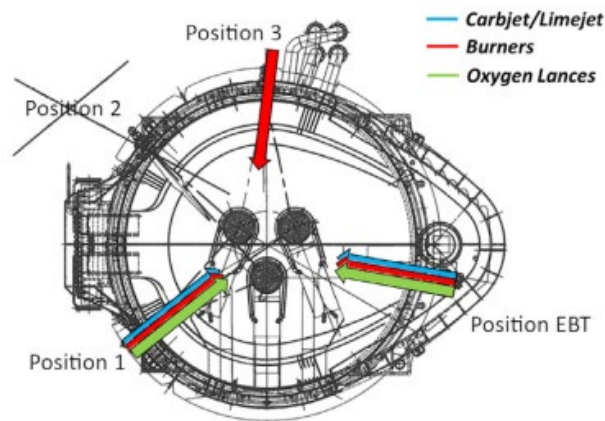 Position 3
Carbjet/Limejet
Burners
Oxygen Lances
Position 2
Position EBT
Position 1